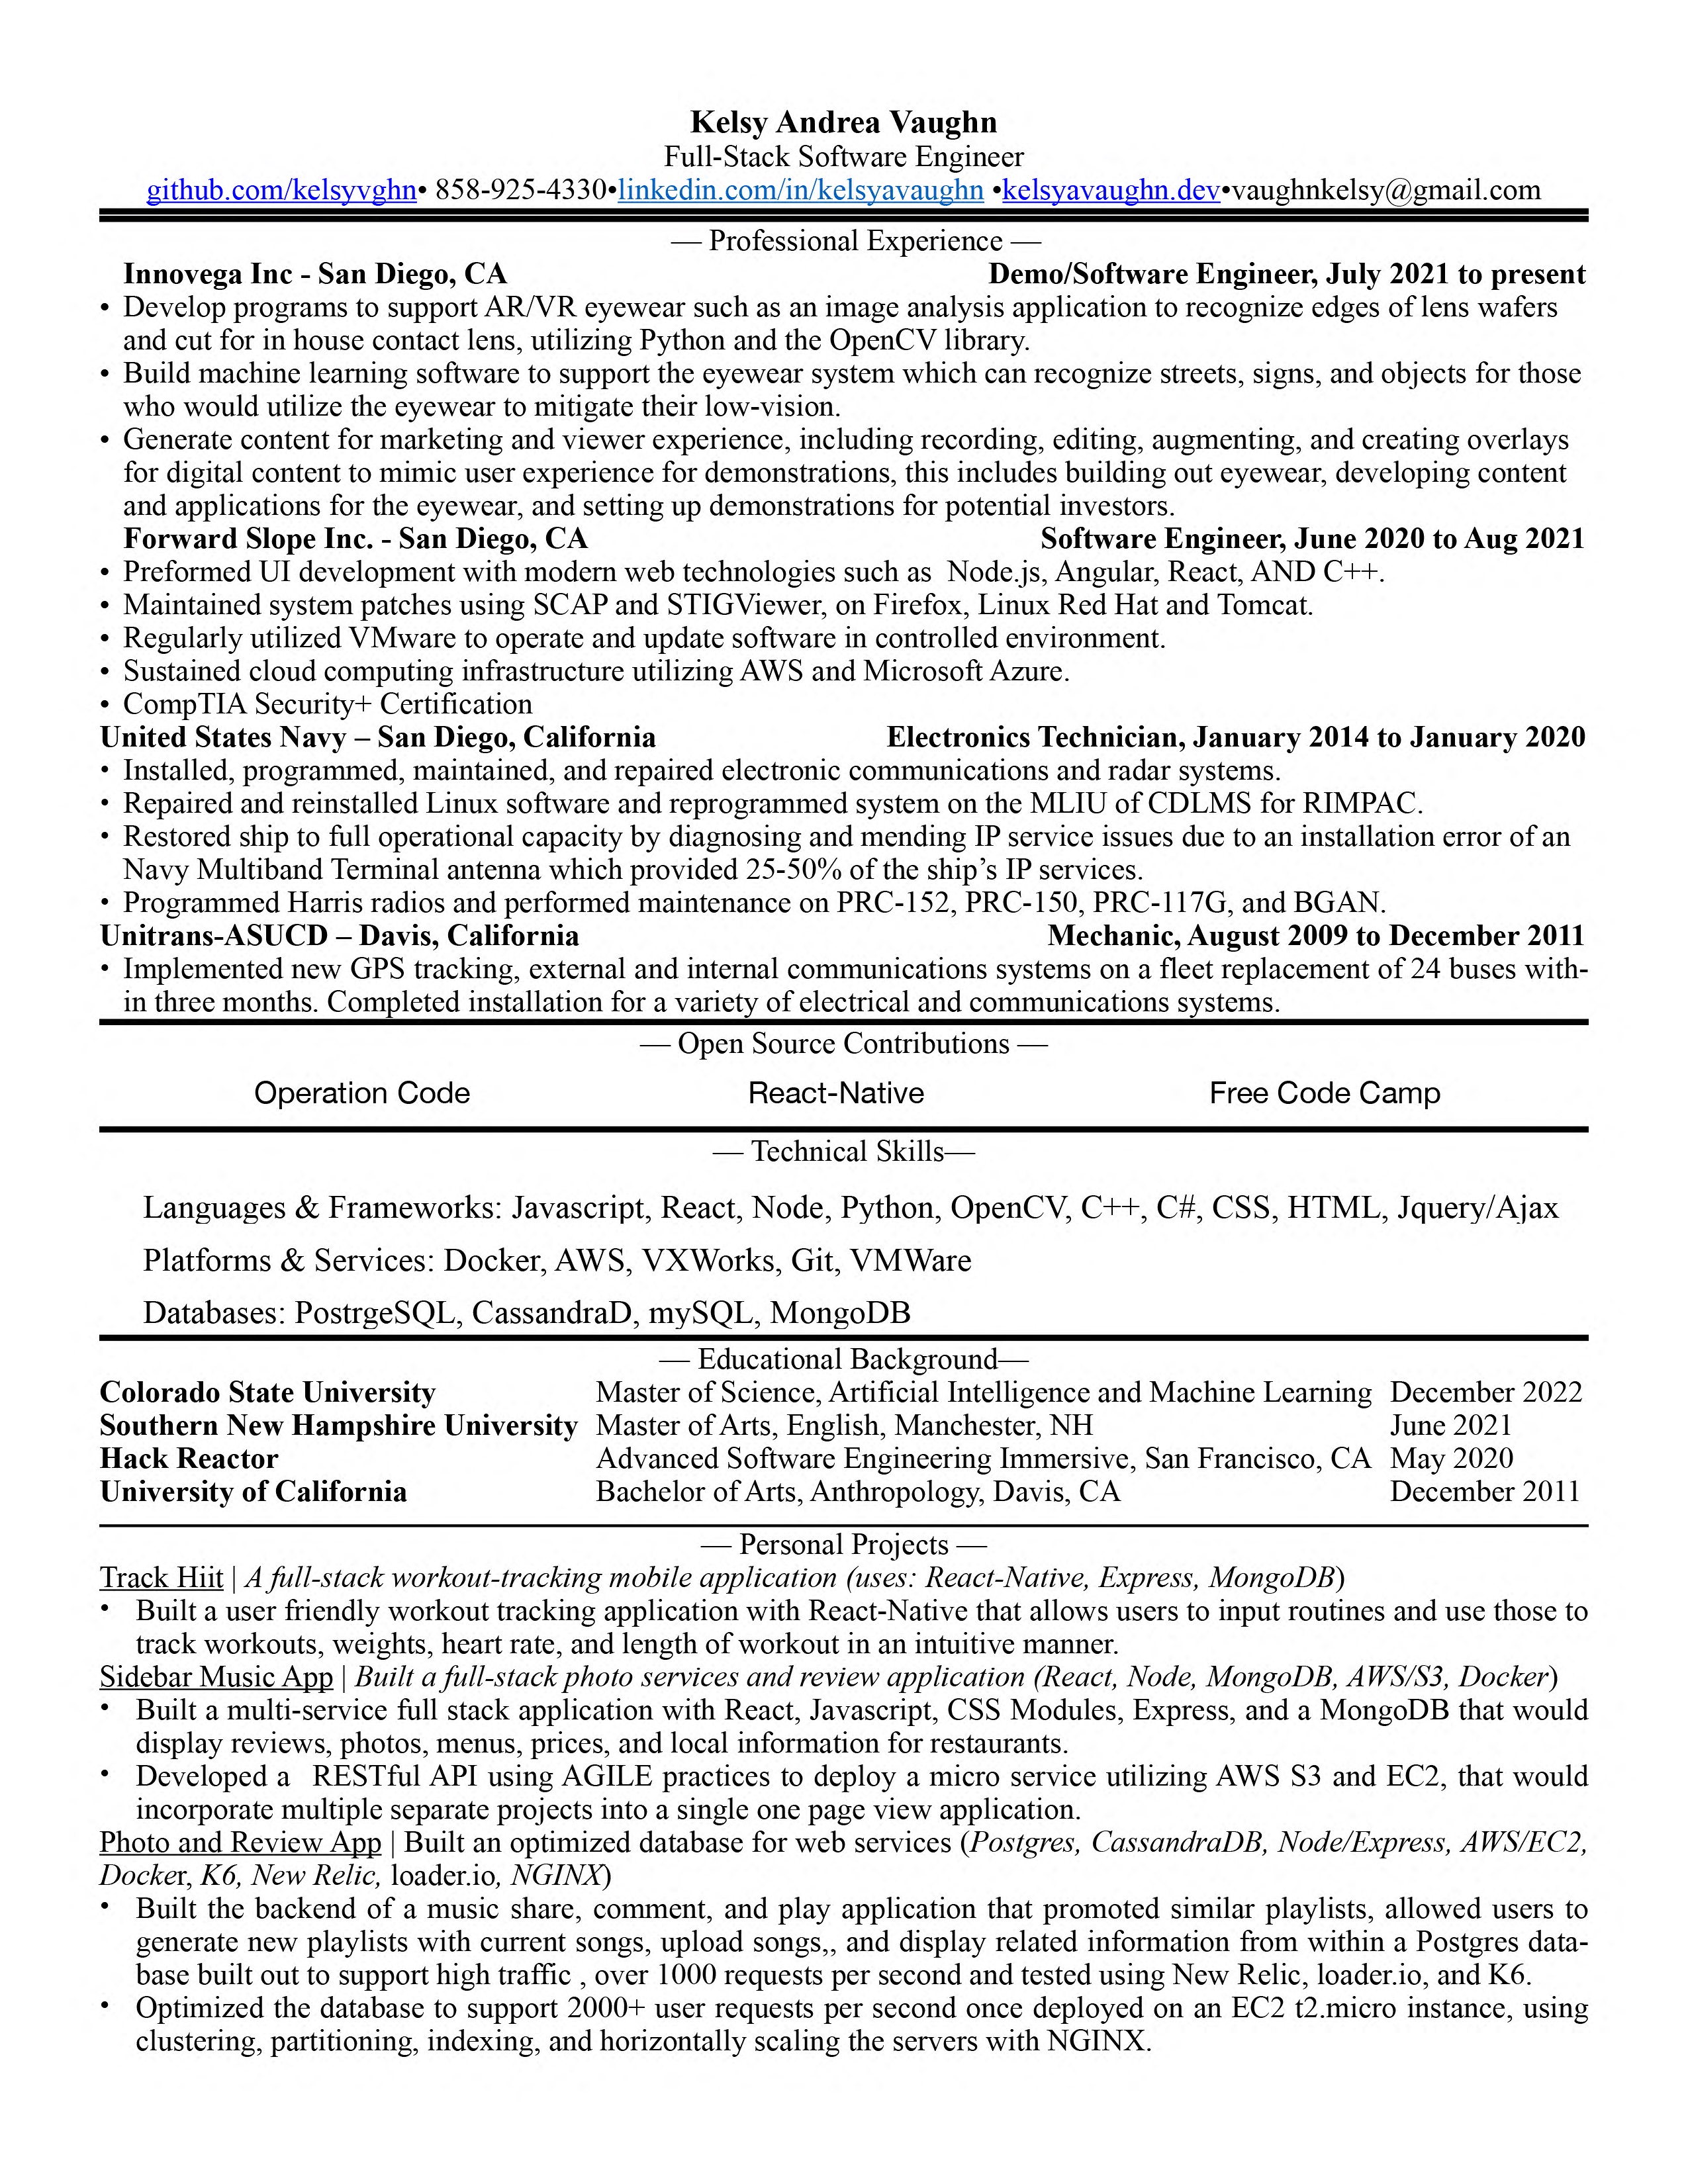 Kelsy Andrea Vaughn
Full-Stack Software Engineer
github.com/kelsyvghn• 858-925-4330•linkedin.com/in/kelsyavaughn •kelsyavaughn.dev•vaughnkelsy@gmail.com
— Professional Experience —
Innovega Inc - San Diego, CA Demo/Software Engineer, July 2021 to present
• Develop programs to support AR/VR eyewear such as an image analysis application to recognize edges of lens wafers
and cut for in house contact lens, utilizing Python and the OpenCV library.
• Build machine learning software to support the eyewear system which can recognize streets, signs, and objects for those
who would utilize the eyewear to mitigate their low-vision.
• Generate content for marketing and viewer experience, including recording, editing, augmenting, and creating overlays
for digital content to mimic user experience for demonstrations, this includes building out eyewear, developing content
and applications for the eyewear, and setting up demonstrations for potential investors.
Forward Slope Inc. - San Diego, CA Software Engineer, June 2020 to Aug 2021
• Preformed UI development with modern web technologies such as  Node.js, Angular, React, AND C++.
• Maintained system patches using SCAP and STIGViewer, on Firefox, Linux Red Hat and Tomcat.
• Regularly utilized VMware to operate and update software in controlled environment.
• Sustained cloud computing infrastructure utilizing AWS and Microsoft Azure.
• CompTIA Security+ Certification
United States Navy – San Diego, California Electronics Technician, January 2014 to January 2020
• Installed, programmed, maintained, and repaired electronic communications and radar systems.
• Repaired and reinstalled Linux software and reprogrammed system on the MLIU of CDLMS for RIMPAC.
• Restored ship to full operational capacity by diagnosing and mending IP service issues due to an installation error of an
Navy Multiband Terminal antenna which provided 25-50% of the ship’s IP services.
• Programmed Harris radios and performed maintenance on PRC-152, PRC-150, PRC-117G, and BGAN.
Unitrans-ASUCD – Davis, California Mechanic, August 2009 to December 2011
• Implemented new GPS tracking, external and internal communications systems on a fleet replacement of 24 buses with-
in three months. Completed installation for a variety of electrical and communications systems.
— Open Source Contributions —
Operation Code React-Native Free Code Camp
— Technical Skills—
Languages & Frameworks: Javascript, React, Node, Python, OpenCV, C++, C#, CSS, HTML, Jquery/Ajax
Platforms & Services: Docker, AWS, VXWorks, Git, VMWare
Databases: PostrgeSQL, CassandraD, mySQL, MongoDB
— Educational Background—
Colorado State University Master of Science, Artificial Intelligence and Machine Learning December 2022
Southern New Hampshire University Master of Arts, English, Manchester, NH June 2021
Hack Reactor Advanced Software Engineering Immersive, San Francisco, CA May 2020
University of California Bachelor of Arts, Anthropology, Davis, CA December 2011
— Personal Projects —
Track Hiit | A full-stack workout-tracking mobile application (uses: React-Native, Express, MongoDB)
• Built a user friendly workout tracking application with React-Native that allows users to input routines and use those to
track workouts, weights, heart rate, and length of workout in an intuitive manner.
Sidebar Music App | Built a full-stack photo services and review application (React, Node, MongoDB, AWS/S3, Docker)
• Built a multi-service full stack application with React, Javascript, CSS Modules, Express, and a MongoDB that would
display reviews, photos, menus, prices, and local information for restaurants.
• Developed a  RESTful API using AGILE practices to deploy a micro service utilizing AWS S3 and EC2, that would
incorporate multiple separate projects into a single one page view application.
Photo and Review App | Built an optimized database for web services (Postgres, CassandraDB, Node/Express, AWS/EC2,
Docker, K6, New Relic, loader.io, NGINX)
• Built the backend of a music share, comment, and play application that promoted similar playlists, allowed users to
generate new playlists with current songs, upload songs,, and display related information from within a Postgres data-
base built out to support high traffic , over 1000 requests per second and tested using New Relic, loader.io, and K6.
• Optimized the database to support 2000+ user requests per second once deployed on an EC2 t2.micro instance, using
clustering, partitioning, indexing, and horizontally scaling the servers with NGINX.